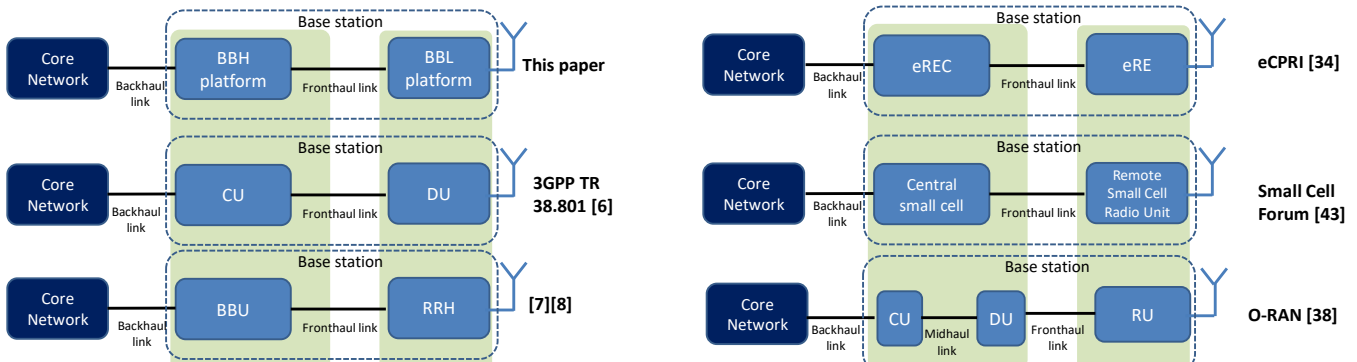 Base station
Core
Network
Backhaul
link
BBH
platform
Fronthaul link
BBL
platform
This paper
Base station
Core
Network
Backhaul
link
CU
Fronthaul link
DU
3GPP TR
38.801 [6]
Base station
Core
Network
Backhaul
link
BBU
Fronthaul link
RRH
[7][8]
Base station
Core
Network
Backhaul
link
eREC
Fronthaul link
eRE
eCPRI [34]
Base station
Core
Network
Backhaul
link
Central
small cell
Fronthaul link
Remote
Small Cell
Radio Unit
Small Cell
Forum [43]
Base station
Core
Network
Backhaul
link
CU
Midhaul
link
DU
Fronthaul
link
RU
O-RAN [38]